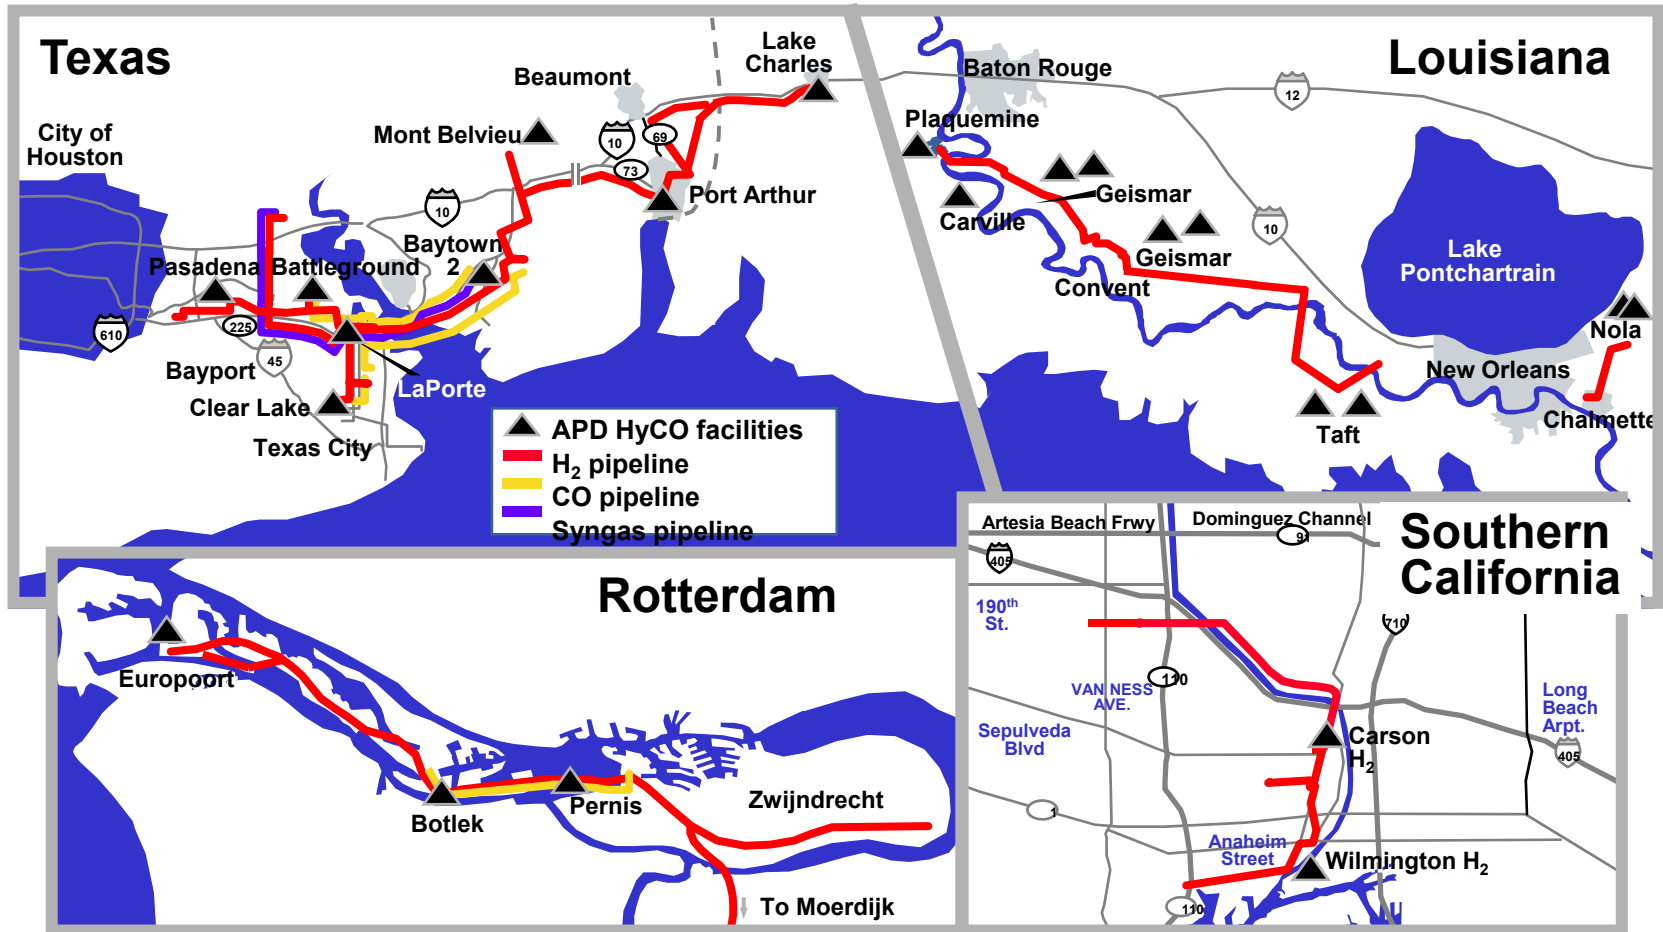 Texas
City of
Houston
Mont Belvieu
Beaumont
Lake
Charles
10
69
73
Port Arthur
10
Baytown
2
Pasadena
Battleground
610
225
45
Bayport
Clear Lake
Texas City
LaPorte
APD HyCO facilities
H2 pipeline
CO pipeline
Syngas pipeline
Louisiana
Baton Rouge
12
Plaquemine
Carville
Geismar
Geismar
10
Convent
Lake
Pontchartrain
Nola
New Orleans
Chalmette
Taft
Rotterdam
Europoort
Botlek
Pernis
Zwijndrecht
To Moerdijk
Southern
California
Artesia Beach Frwy
Dominguez Channel
91
405
190th
St.
710
110
VAN NESS
AVE.
Sepulveda
Blvd
Long
Beach
Arpt.
405
Carson
H2
1
Anaheim
Street
Wilmington H2
110